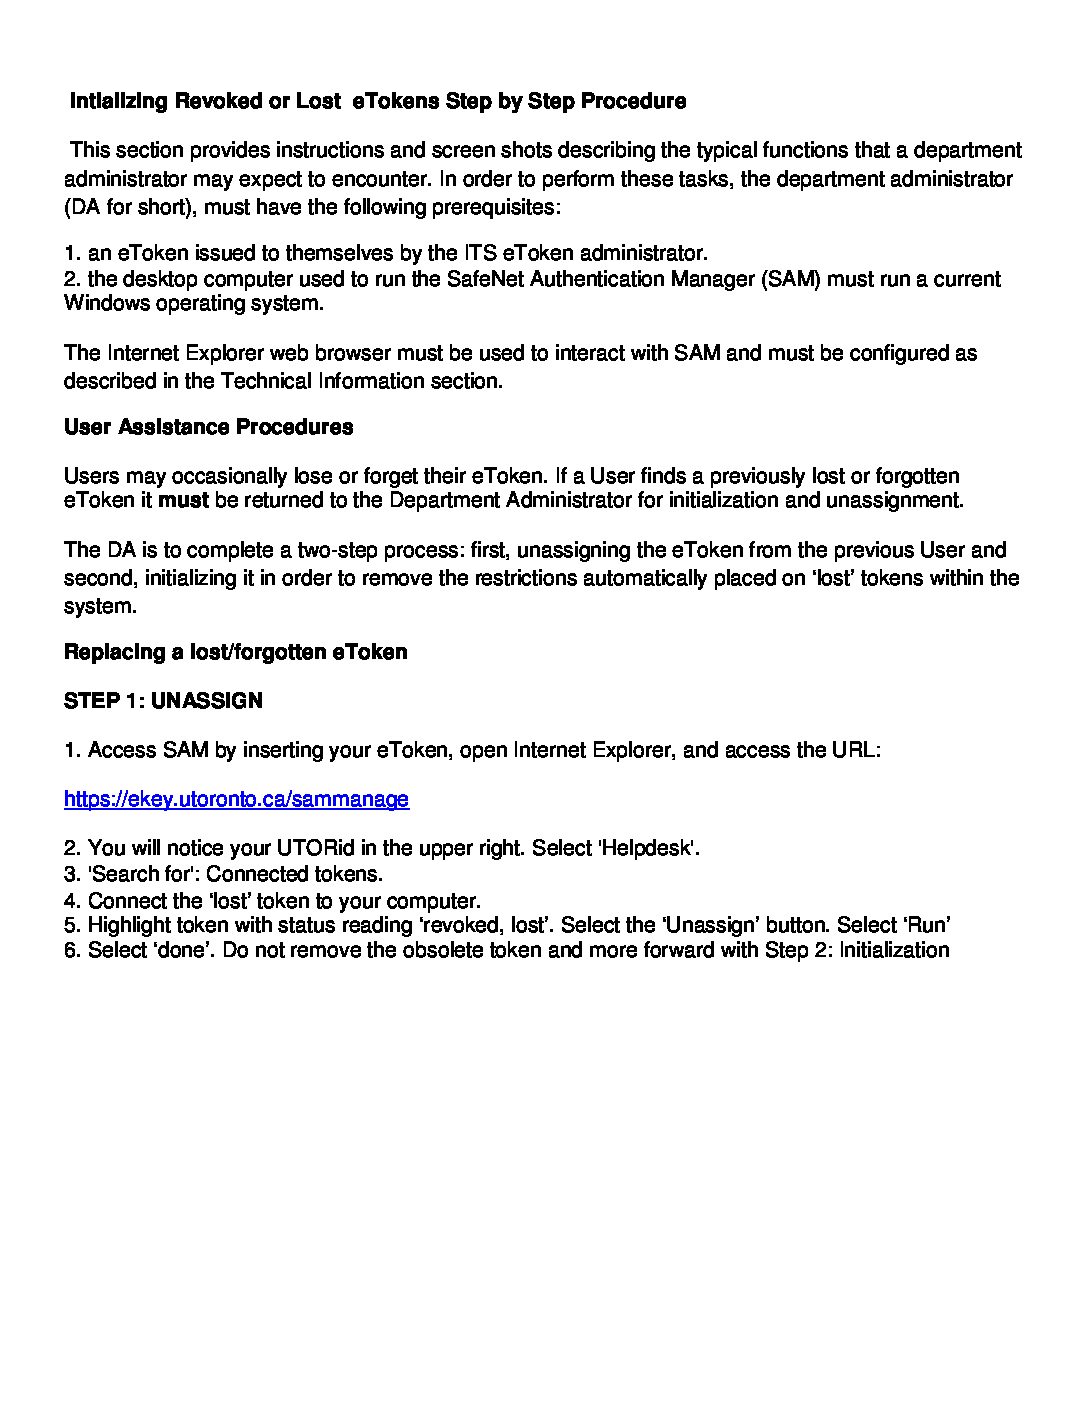 Intializing Revoked or Lost  eTokens Step by Step Procedure
This section provides instructions and screen shots describing the typical functions that a department
administrator may expect to encounter. In order to perform these tasks, the department administrator
(DA for short), must have the following prerequisites:
1. an eToken issued to themselves by the ITS eToken administrator.
2. the desktop computer used to run the SafeNet Authentication Manager (SAM) must run a current
Windows operating system.
The Internet Explorer web browser must be used to interact with SAM and must be configured as
described in the Technical Information section.
User Assistance Procedures
Users may occasionally lose or forget their eToken. If a User finds a previously lost or forgotten
eToken it must be returned to the Department Administrator for initialization and unassignment.
The DA is to complete a two-step process: first, unassigning the eToken from the previous User and
second, initializing it in order to remove the restrictions automatically placed on ‘lost’ tokens within the
system.
Replacing a lost/forgotten eToken
STEP 1: UNASSIGN
1. Access SAM by inserting your eToken, open Internet Explorer, and access the URL:
https://ekey.utoronto.ca/sammanage
2. You will notice your UTORid in the upper right. Select 'Helpdesk'.
3. 'Search for': Connected tokens.
4. Connect the ‘lost’ token to your computer.
5. Highlight token with status reading ‘revoked, lost’. Select the ‘Unassign’ button. Select ‘Run’
6. Select ‘done’. Do not remove the obsolete token and more forward with Step 2: Initialization